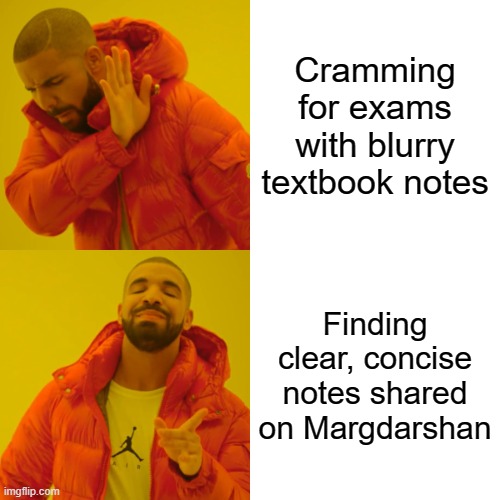 Cramming
for exams
with blurry
textbook notes
Finding
clear, concise
notes shared
on Margdarshan
imgflip.com